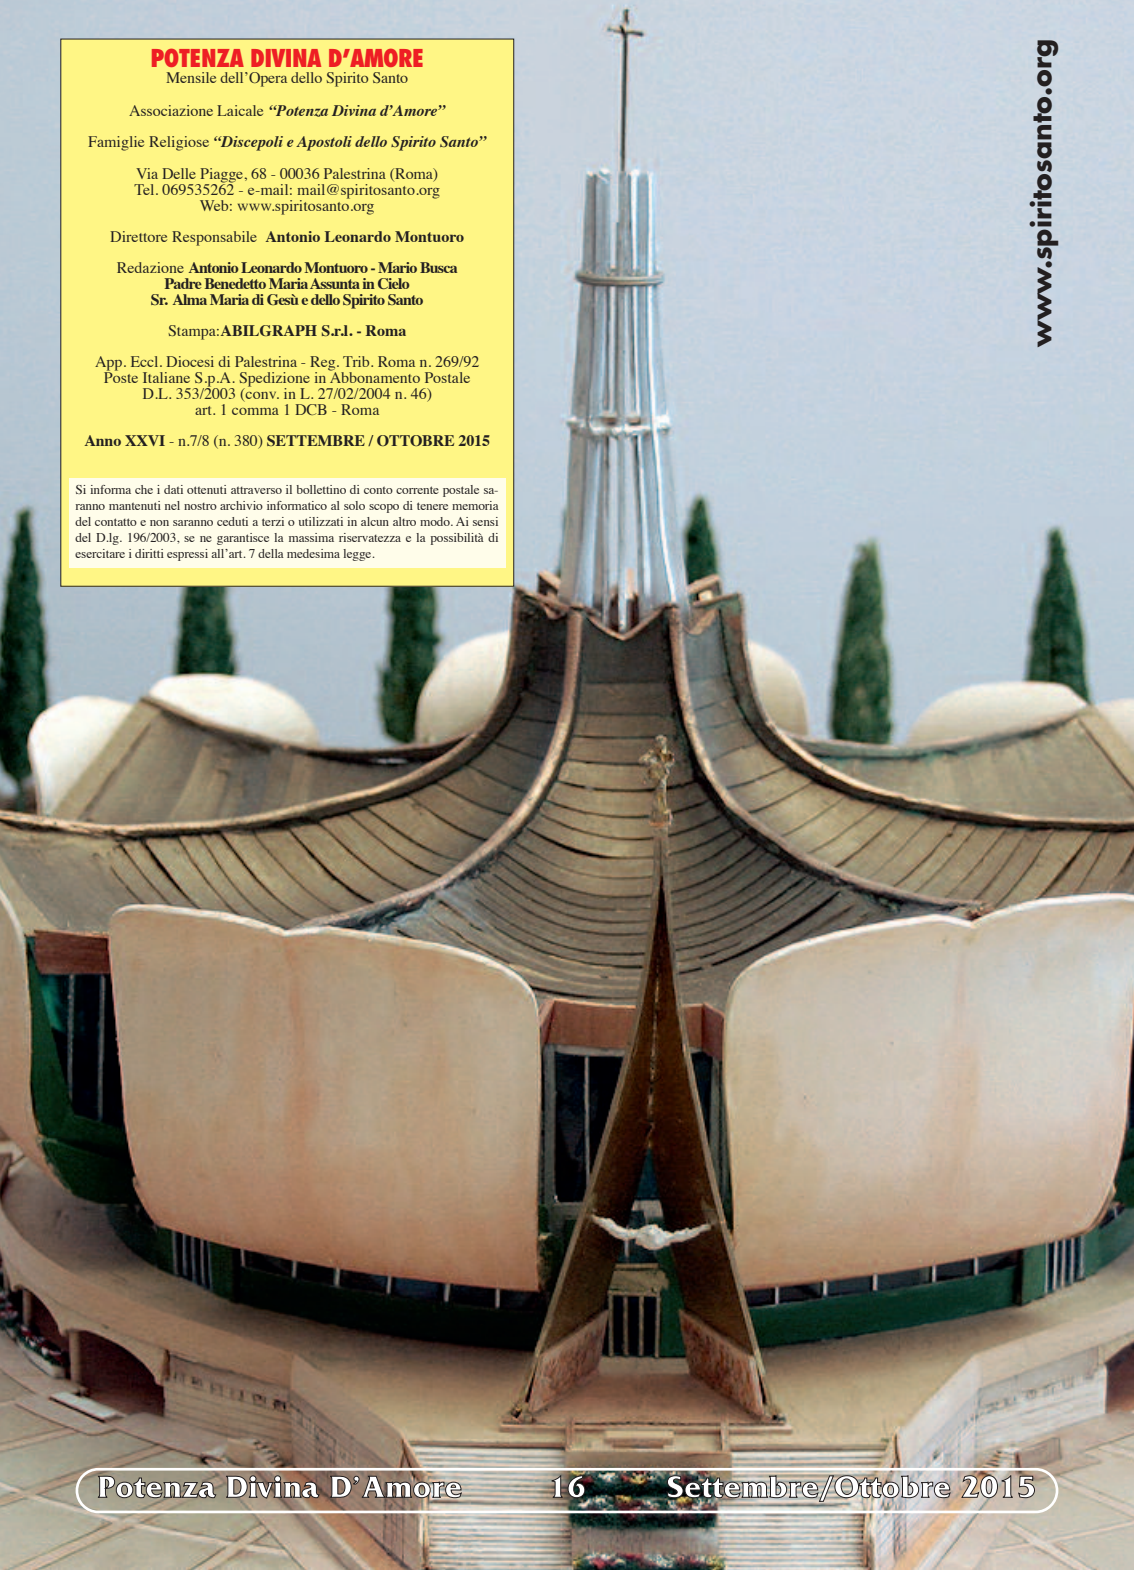 POTENZA DIVINA D'AMORE
Mensile dell'Opera dello Spirito Santo
Associazione Laicale “Potenza Divina d'Amore”
Famiglie Religiose “Discepoli e Apostoli dello Spirito Santo”
Via Delle Piagge, 68 - 00036 Palestrina (Roma)
Tel. 069535262 - e-mail: mail@spiritosanto.org
Web: www.spiritosanto.org
Direttore Responsabile Antonio Leonardo Montuoro
Redazione Antonio Leonardo Montuoro - Mario Busca
Padre Benedetto Maria Assunta in Cielo
Sr. Alma Maria di Gesù e dello Spirito Santo
Stampa:ABILGRAPH S.r.l. - Roma
App. Eccl. Diocesi di Palestrina - Reg. Trib. Roma n. 269/92
Poste Italiane S.p.A. Spedizione in Abbonamento Postale
D.L. 353/2003 (conv. in L. 27/02/2004 n. 46)
art. 1 comma 1 DCB - Roma
Anno XXVI - n.7/8 (n. 380) SETTEMBRE / OTTOBRE 2015
Si informa che i dati ottenuti attraverso il bollettino di conto corrente postale sa-
ranno mantenuti nel nostro archivio informatico al solo scopo di tenere memoria
del contatto e non saranno ceduti a terzi o utilizzati in alcun altro modo. Ai sensi
del D.lg. 196/2003, se ne garantisce la massima riservatezza e la possibilità di
esercitare i diritti espressi all'art. 7 della medesima legge.
www.spiritosanto.org
Potenza Divina D'Amore 16 Settembre/Ottobre 2015